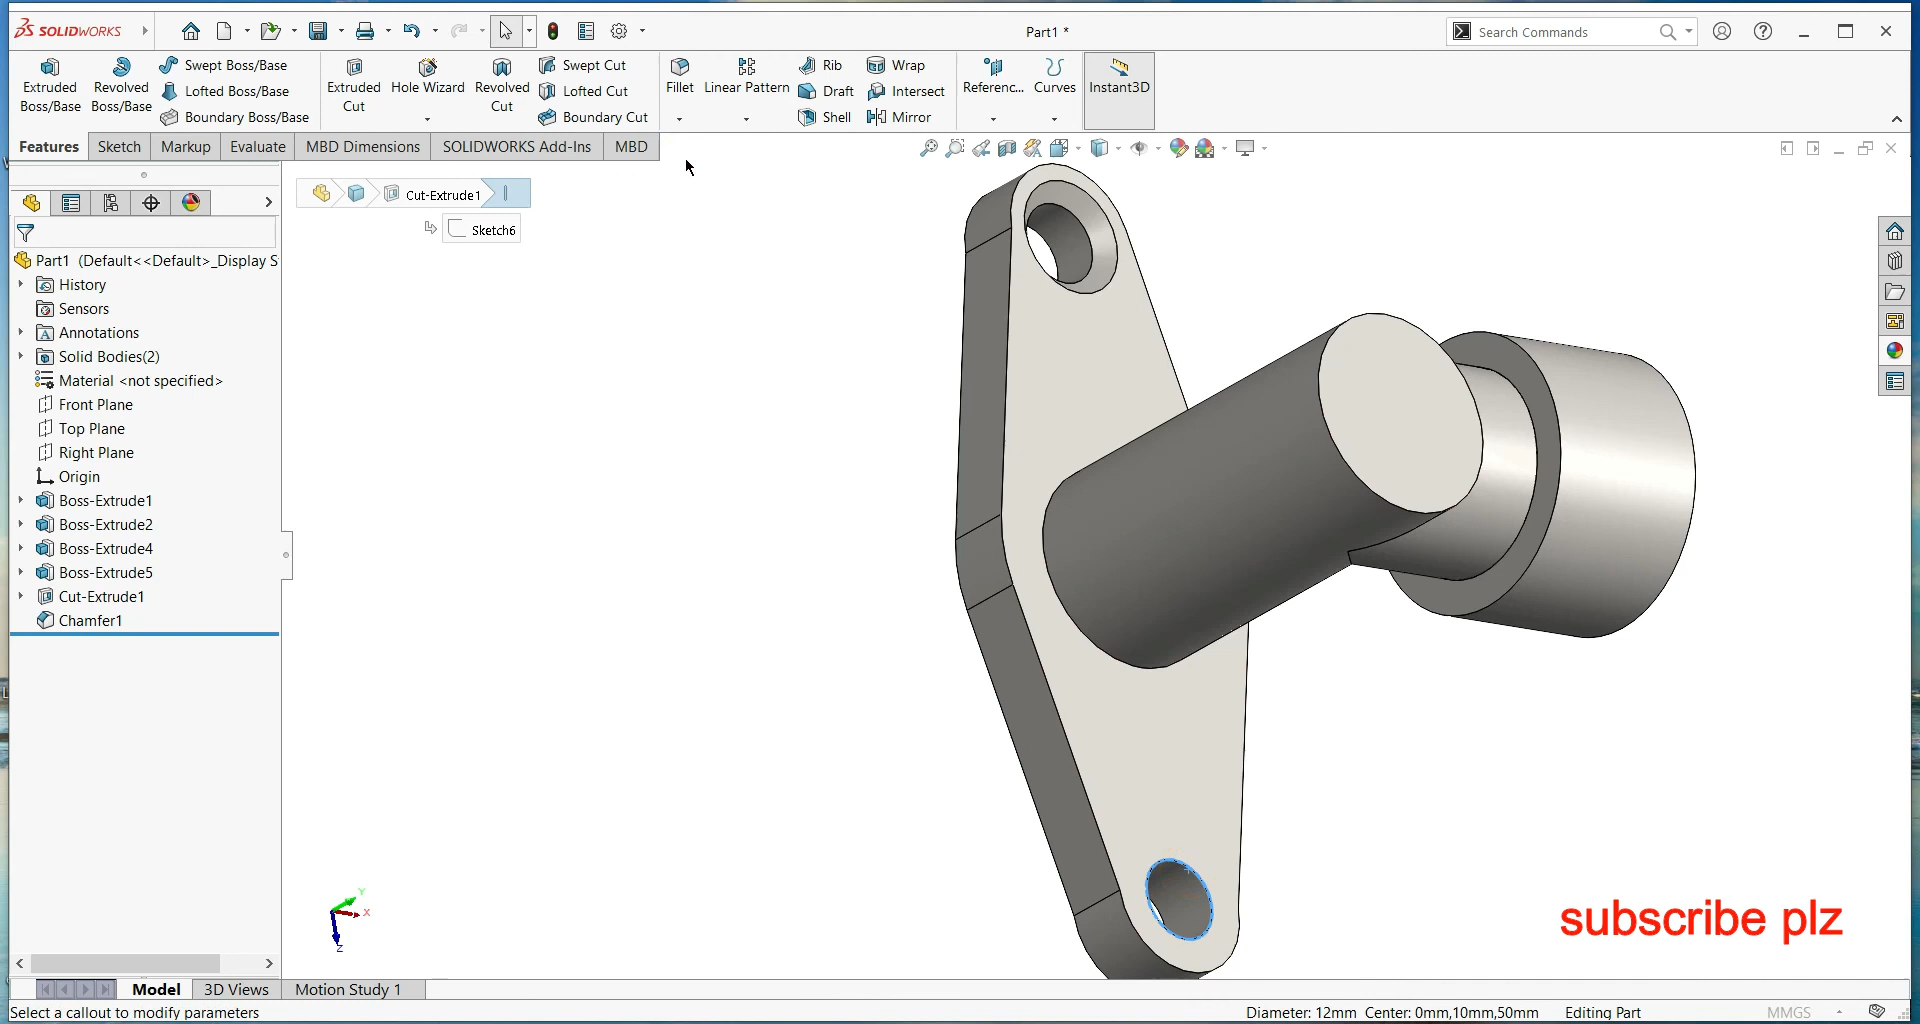 SOLIDWORKS
Part1 *
Search Commands
Extruded Boss/Base
Revolved Boss/Base
Swept Boss/Base
Lofted Boss/Base
Boundary Boss/Base
Extruded Cut
Hole Wizard
Revolved Cut
Swept Cut
Lofted Cut
Boundary Cut
Fillet
Linear Pattern
Rib
Draft
Shell
Wrap
Intersect
Mirror
Referenc...
Curves
Instant3D
Features
Sketch
Markup
Evaluate
MBD Dimensions
SOLIDWORKS Add-Ins
MBD
Cut-Extrude1
Sketch6
Part1 (Default<<Default>_Display S
History
Sensors
Annotations
Solid Bodies(2)
Material <not specified>
Front Plane
Top Plane
Right Plane
Origin
Boss-Extrude1
Boss-Extrude2
Boss-Extrude4
Boss-Extrude5
Cut-Extrude1
Chamfer1
Y
X
Z
subscribe plz
Model
3D Views
Motion Study 1
Select a callout to modify parameters
Diameter: 12mm Center: 0mm,10mm,50mm
Editing Part
MMGS